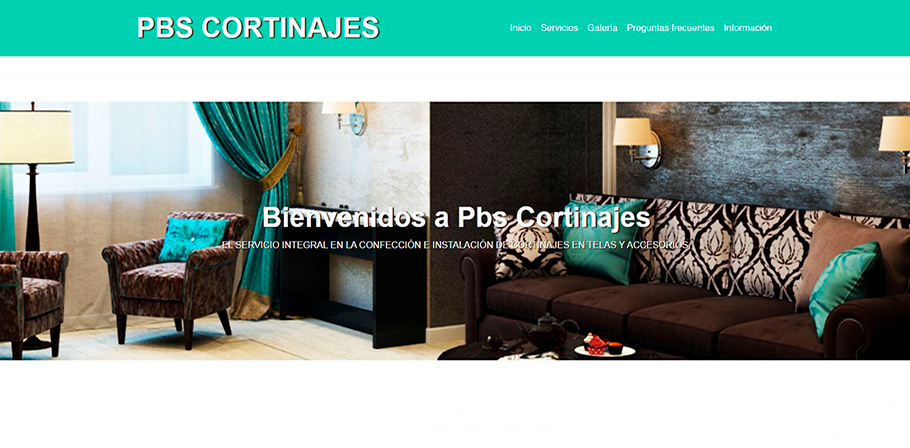 PBS CORTINAJES
Inicio Servicios Galería Preguntas frecuentes Información
Bienvenidos a Pbs Cortinajes
EL SERVICIO INTEGRAL EN LA CONFECCIÓN E INSTALACIÓN DE CORTINAJES EN TELAS Y ACCESORIOS